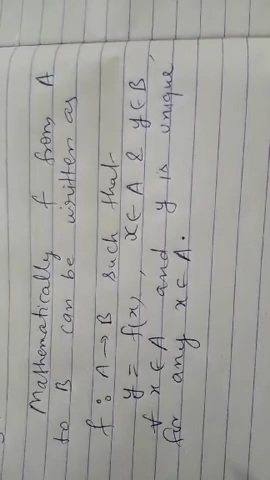 Mathematically f from A
to B can be written as
f : A → B such that
y = f(x), x ∈ A & y ∈ B,
∀ x ∈ A and y is unique
for any x ∈ A.